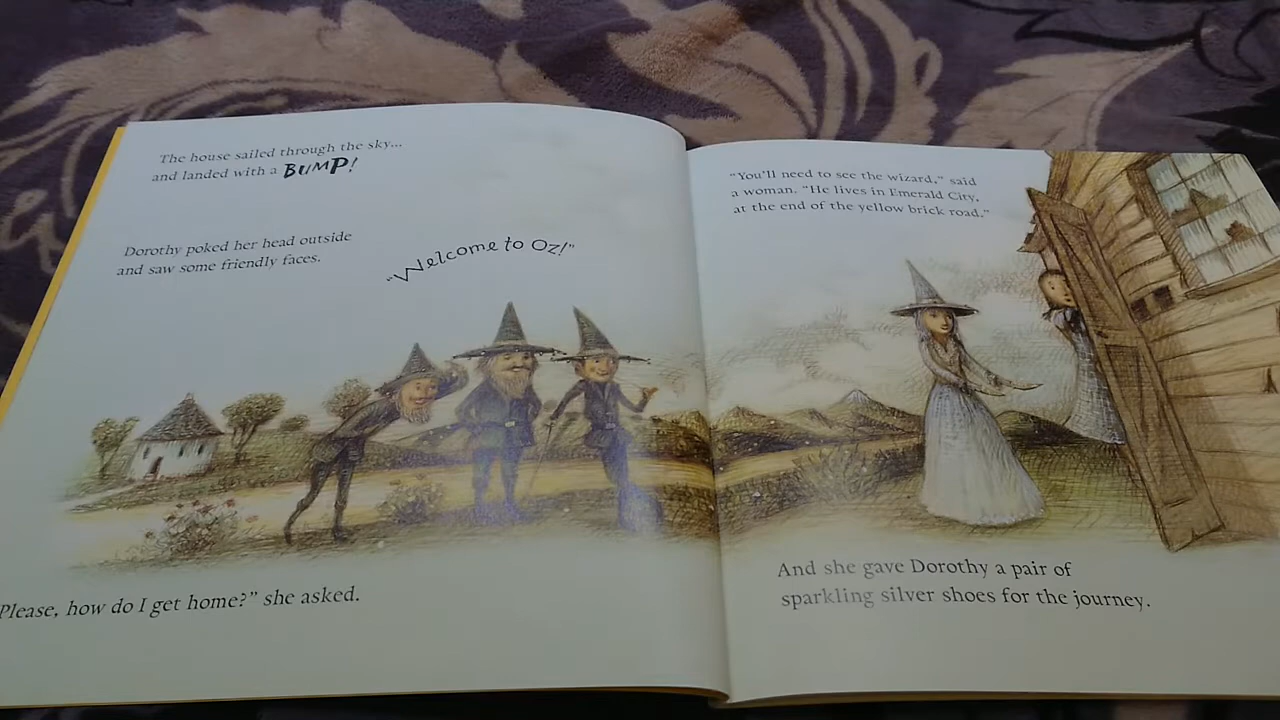 The house sailed through the sky...
and landed with a BUMP!
Dorothy poked her head outside
and saw some friendly faces.
"Welcome to Oz!"
Please, how do I get home?" she asked.
"You'll need to see the wizard," said
a woman. "He lives in Emerald City,
at the end of the yellow brick road."
And she gave Dorothy a pair of
sparkling silver shoes for the journey.